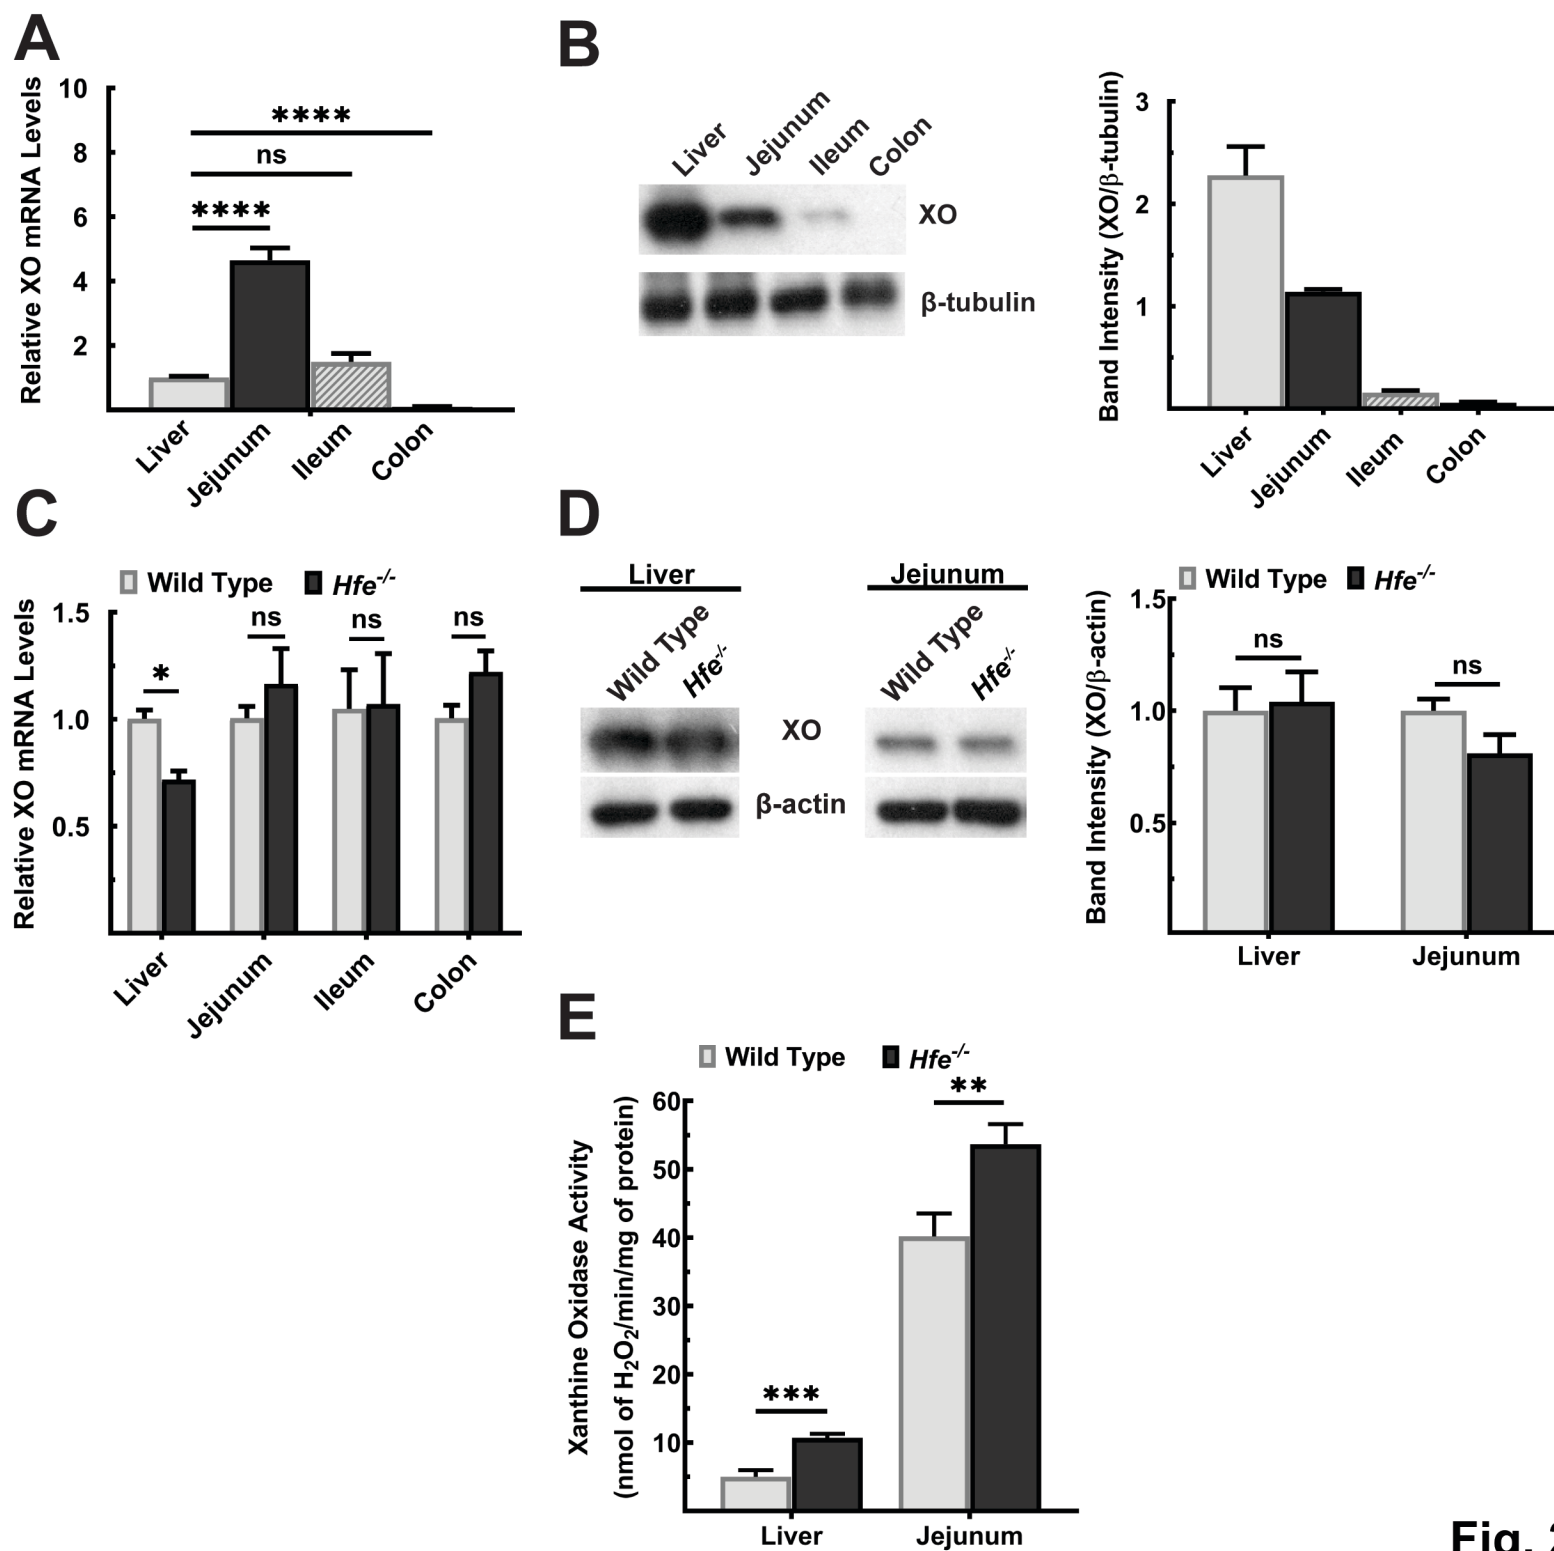 A
Relative XO mRNA Levels
10
8
6
4
2
****
ns
****
Liver
Jejunum
Ileum
Colon
B
Liver
Jejunum
Ileum
Colon
XO
β-tubulin
Band Intensity (XO/β-tubulin)
3
2
1
Liver
Jejunum
Ileum
Colon
C
Wild Type
Hfe-/-
Relative XO mRNA Levels
1.5
1.0
0.5
*
ns
ns
ns
Liver
Jejunum
Ileum
Colon
D
Liver
Jejunum
Wild Type
Hfe-/-
Wild Type
Hfe-/-
XO
β-actin
Wild Type
Hfe-/-
Band Intensity (XO/β-actin)
1.5
1.0
0.5
ns
ns
Liver
Jejunum
E
Wild Type
Hfe-/-
Xanthine Oxidase Activity
(nmol of H2O2/min/mg of protein)
60
50
40
30
20
10
***
**
Liver
Jejunum
Fig.